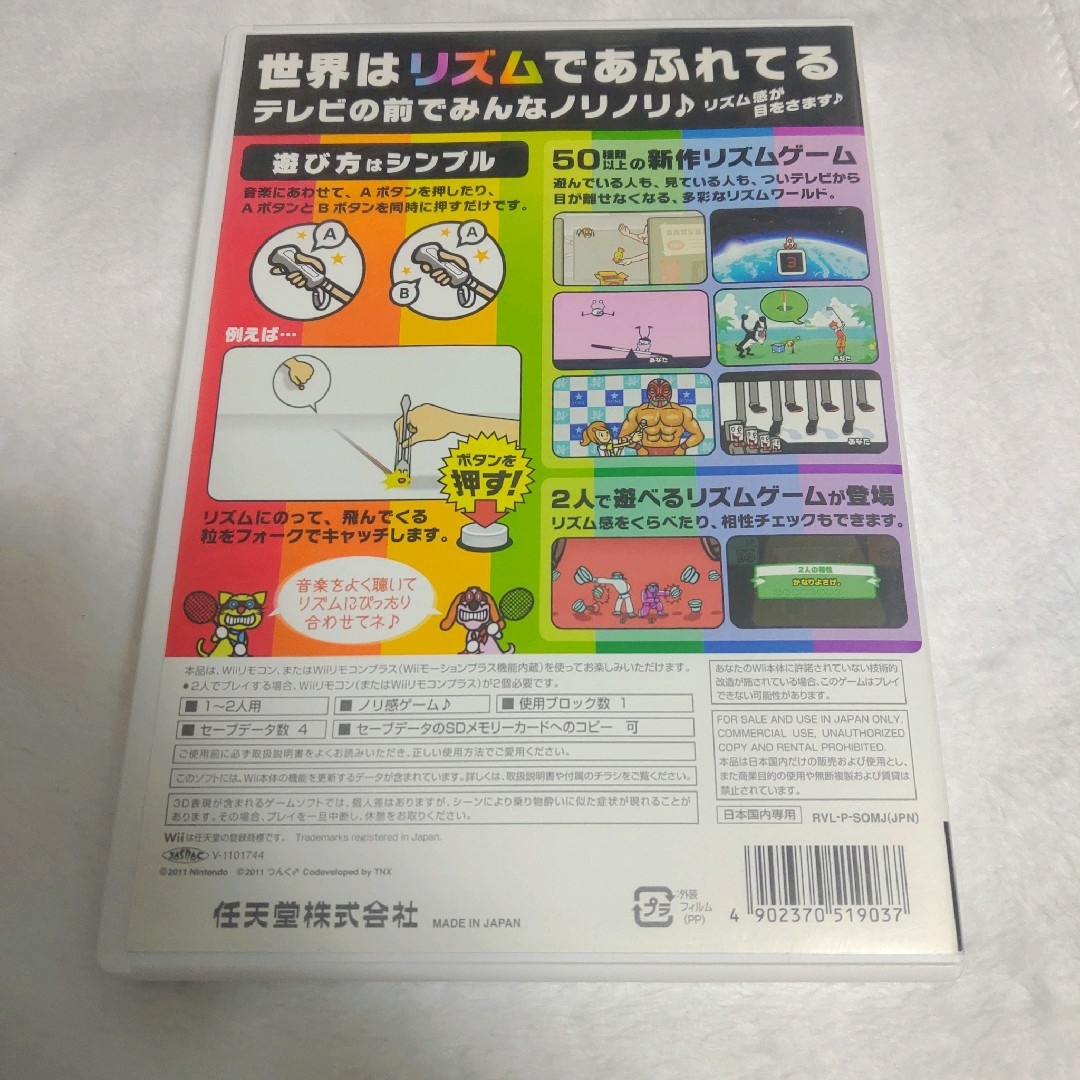 世界はリズムであふれてる
テレビの前でみんなノリノリ♪ リズム感が目をさます♪
遊び方はシンプル
音楽にあわせて、Aボタンを押したり、
AボタンとBボタンを同時に押すだけです。
A
A
B
例えば…
ボタンを
押す!
リズムにのって、飛んでくる
粒をフォークでキャッチします。
音楽をよく聴いて
リズムにぴったり
合わせてネ♪
50種類以上の新作リズムゲーム
遊んでいる人も、見ている人も、ついテレビから
目が離せなくなる、多彩なリズムワールド。
3
あなた
あなた
あなた
2人で遊べるリズムゲームが登場
リズム感をくらべたり、相性チェックもできます。
2人の相性
かなりよさげ。
本品は、Wiiリモコン、またはWiiリモコンプラス(Wiiモーションプラス機能内蔵)を使ってお楽しみいただけます。
●2人でプレイする場合、Wiiリモコン(またはWiiリモコンプラス)が2個必要です。
■ 1〜2人用
■ ノリ感ゲーム♪
■ 使用ブロック数 1
■ セーブデータ数 4
■ セーブデータのSDメモリーカードへのコピー 可
ご使用前に必ず取扱説明書をよくお読みいただき、正しい使用方法でご愛用ください。
このソフトには、Wii本体の機能を更新するデータが含まれています。詳しくは、取扱説明書や付属のチラシをご覧ください。
3D表現が含まれるゲームソフトでは、個人差はありますが、シーンにより乗り物酔いに似た症状が現れることが
あります。その場合、プレイを一旦中断し、休憩をお取りください。
Wiiは任天堂の登録商標です。 Trademarks registered in Japan.
JASRAC V-1101744
©2011 Nintendo ©2011 つんく♂ Codeveloped by TNX
任天堂株式会社 MADE IN JAPAN
あなたのWii本体に許諾されていない技術的
改造が施されている場合、このゲームはプレイ
できない可能性があります。
FOR SALE AND USE IN JAPAN ONLY.
COMMERCIAL USE, UNAUTHORIZED
COPY AND RENTAL PROHIBITED.
本品は日本国内だけの販売および使用とし、
また商業目的の使用や無断複製および賃貸は
禁止されています。
日本国内専用 RVL-P-SOMJ(JPN)
プラ
外装
フィルム
(PP)
4 902370 519037